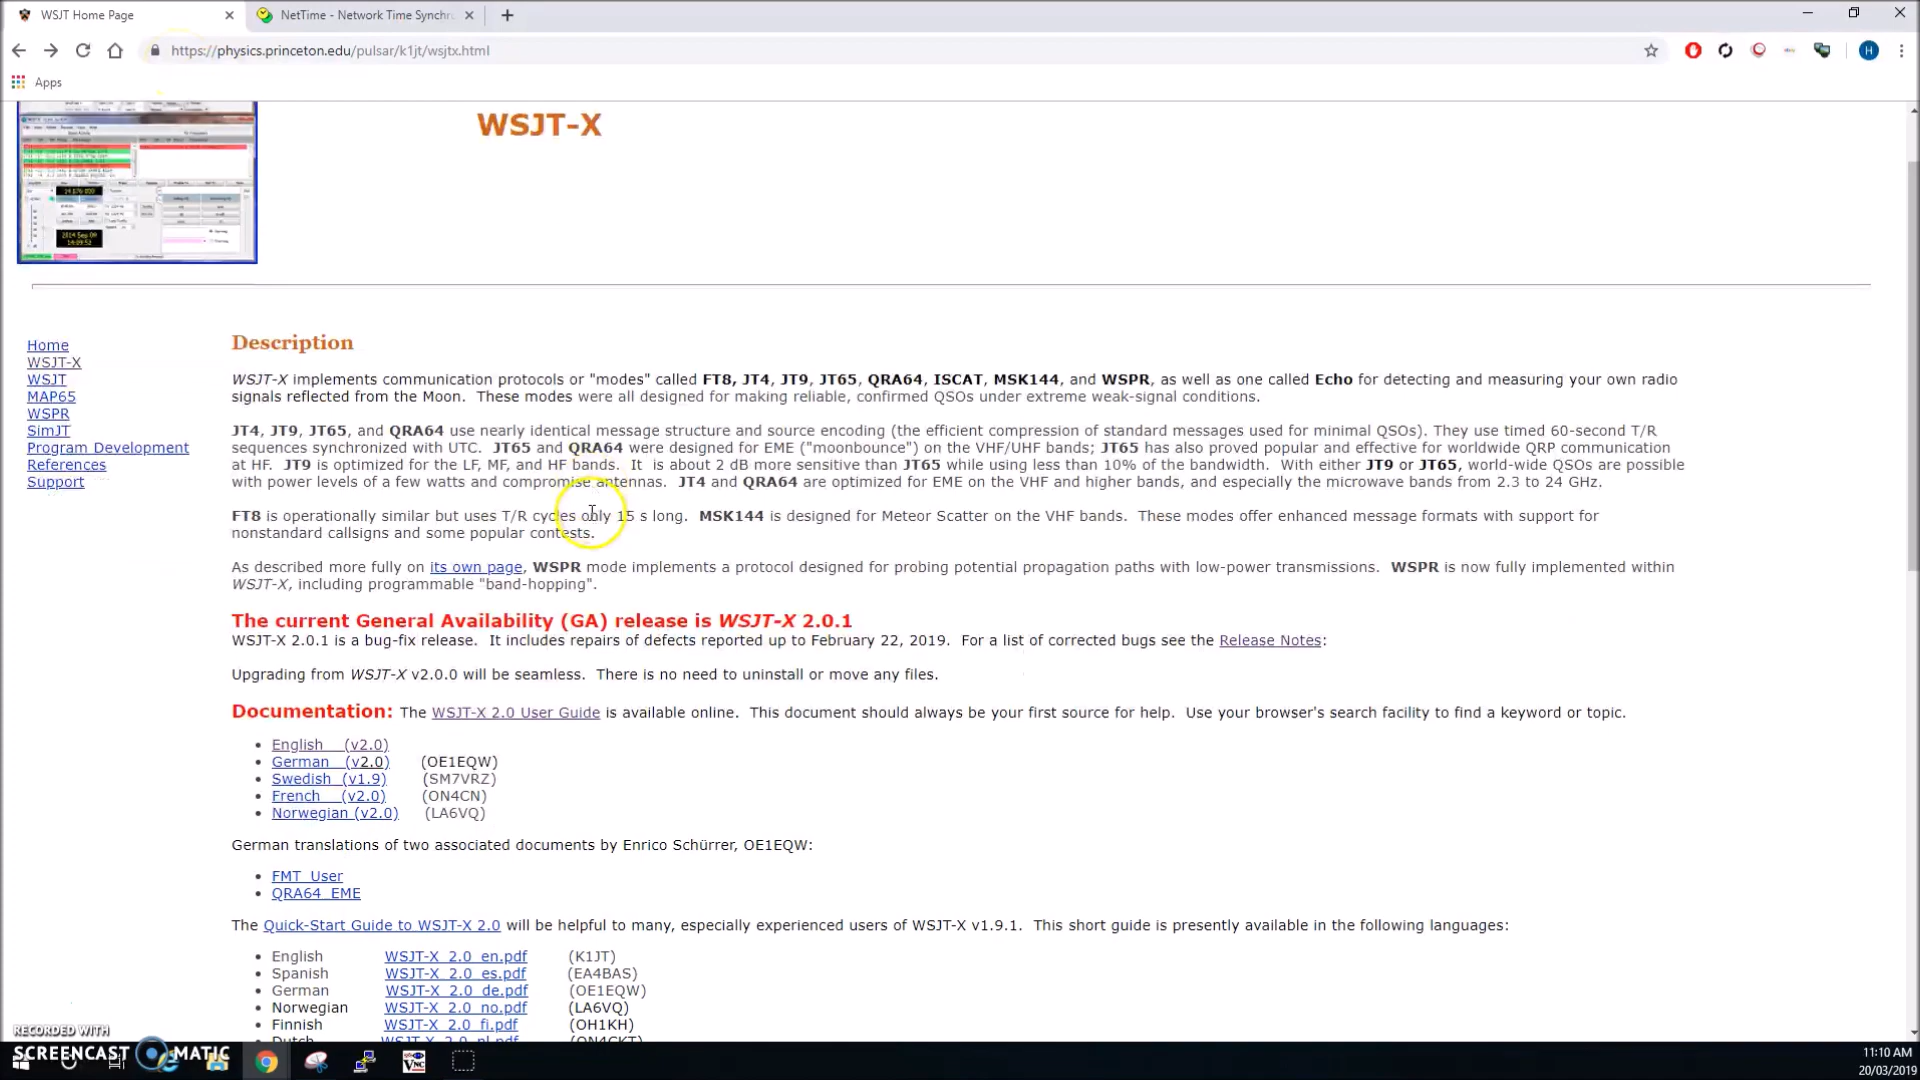 WSJT Home Page
NetTime - Network Time Synchr
https://physics.princeton.edu/pulsar/k1jt/wsjtx.html
H
Apps
WSJT-X
Home
WSJT-X
WSJT
MAP65
WSPR
SimJT
Program Development
References
Support
Description
WSJT-X implements communication protocols or "modes" called FT8, JT4, JT9, JT65, QRA64, ISCAT, MSK144, and WSPR, as well as one called Echo for detecting and measuring your own radio
signals reflected from the Moon. These modes were all designed for making reliable, confirmed QSOs under extreme weak-signal conditions.
JT4, JT9, JT65, and QRA64 use nearly identical message structure and source encoding (the efficient compression of standard messages used for minimal QSOs). They use timed 60-second T/R
sequences synchronized with UTC. JT65 and QRA64 were designed for EME ("moonbounce") on the VHF/UHF bands; JT65 has also proved popular and effective for worldwide QRP communication
at HF. JT9 is optimized for the LF, MF, and HF bands. It is about 2 dB more sensitive than JT65 while using less than 10% of the bandwidth. With either JT9 or JT65, world-wide QSOs are possible
with power levels of a few watts and compromise antennas. JT4 and QRA64 are optimized for EME on the VHF and higher bands, and especially the microwave bands from 2.3 to 24 GHz.
FT8 is operationally similar but uses T/R cycles only 15 s long. MSK144 is designed for Meteor Scatter on the VHF bands. These modes offer enhanced message formats with support for
nonstandard callsigns and some popular contests.
As described more fully on its own page, WSPR mode implements a protocol designed for probing potential propagation paths with low-power transmissions. WSPR is now fully implemented within
WSJT-X, including programmable "band-hopping".
The current General Availability (GA) release is WSJT-X 2.0.1
WSJT-X 2.0.1 is a bug-fix release. It includes repairs of defects reported up to February 22, 2019. For a list of corrected bugs see the Release Notes:
Upgrading from WSJT-X v2.0.0 will be seamless. There is no need to uninstall or move any files.
Documentation: The WSJT-X 2.0 User Guide is available online. This document should always be your first source for help. Use your browser's search facility to find a keyword or topic.
• English (v2.0)
• German (v2.0) (OE1EQW)
• Swedish (v1.9) (SM7VRZ)
• French (v2.0) (ON4CN)
• Norwegian (v2.0) (LA6VQ)
German translations of two associated documents by Enrico Schürrer, OE1EQW:
• FMT_User
• QRA64_EME
The Quick-Start Guide to WSJT-X 2.0 will be helpful to many, especially experienced users of WSJT-X v1.9.1. This short guide is presently available in the following languages:
• English WSJT-X_2.0_en.pdf (K1JT)
• Spanish WSJT-X_2.0_es.pdf (EA4BAS)
• German WSJT-X_2.0_de.pdf (OE1EQW)
• Norwegian WSJT-X_2.0_no.pdf (LA6VQ)
• Finnish WSJT-X_2.0_fi.pdf (OH1KH)
RECORDED WITH
SCREENCAST MATIC
VNC
11:10 AM
20/03/2019